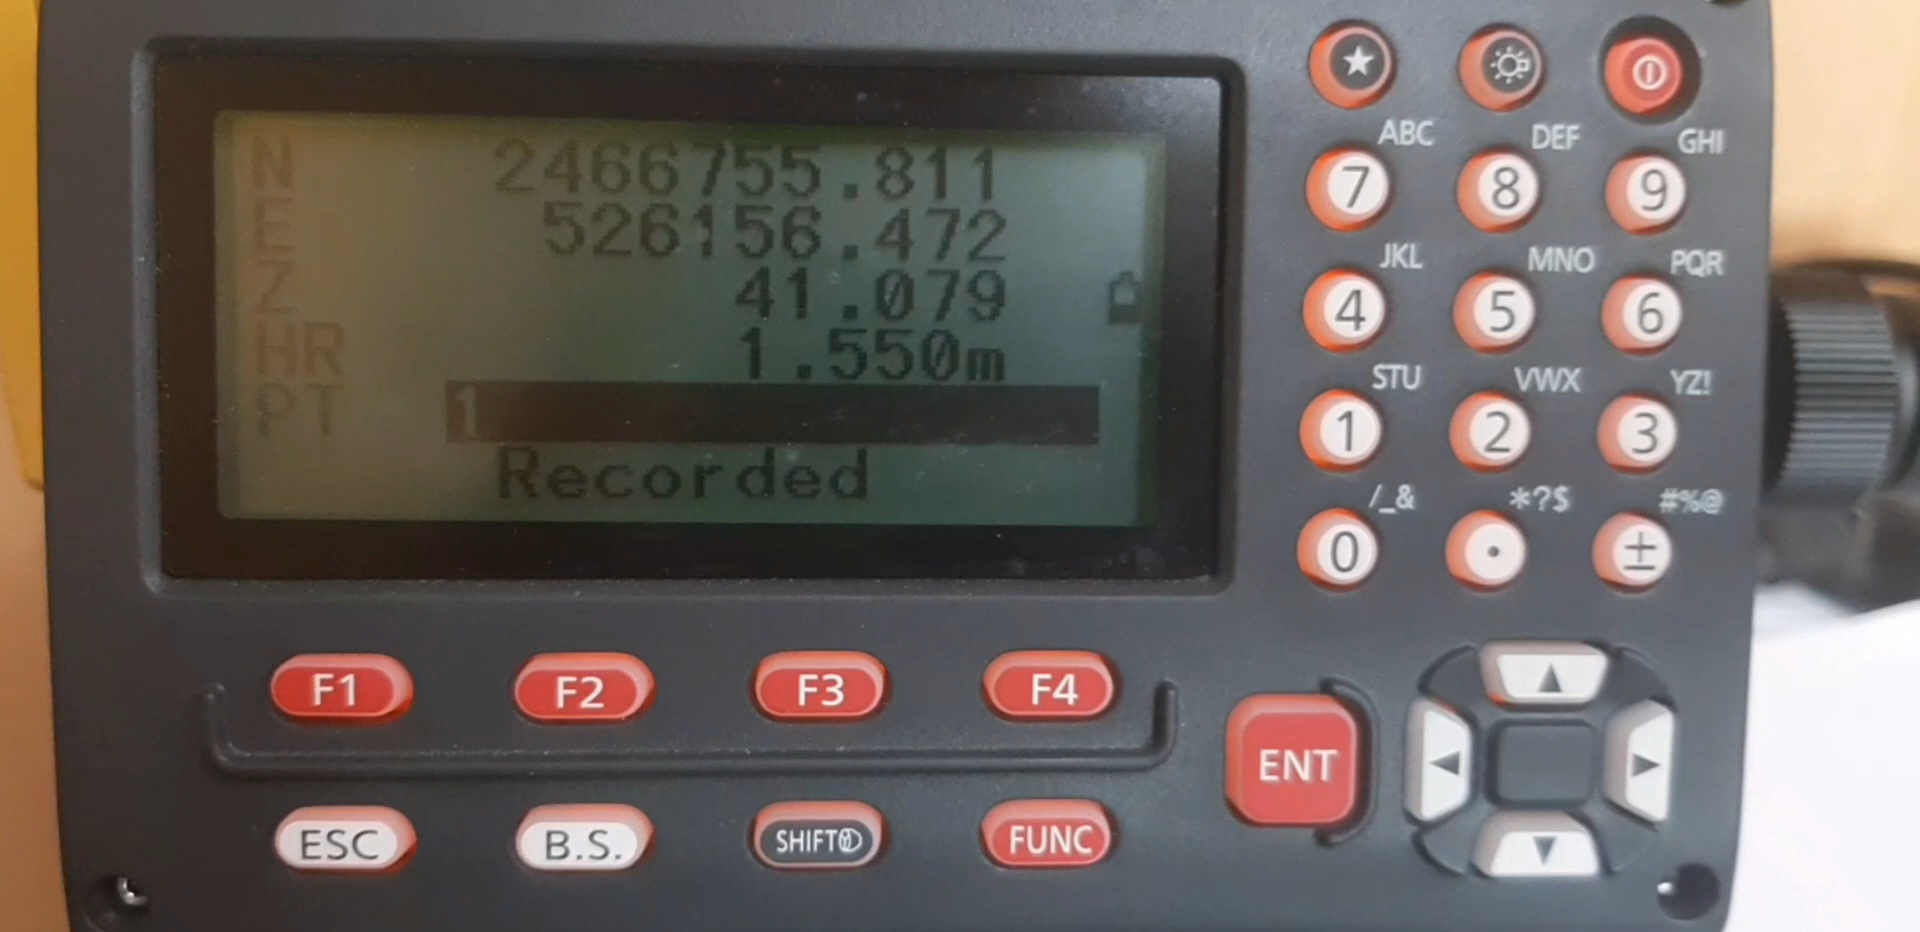 N 2466755.811
E 526156.472
Z 41.079
HR 1.550m
PT 1
Recorded
ABC DEF GHI
7 8 9
JKL MNO PQR
4 5 6
STU VWX YZ!
1 2 3
/_& *?$ #%@
0 . ±
F1 F2 F3 F4
ENT
ESC B.S. SHIFT FUNC